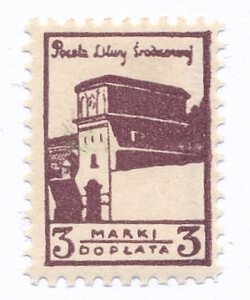 Poczta Litwy Środkowej
3 MARKI 3
DOPŁATA